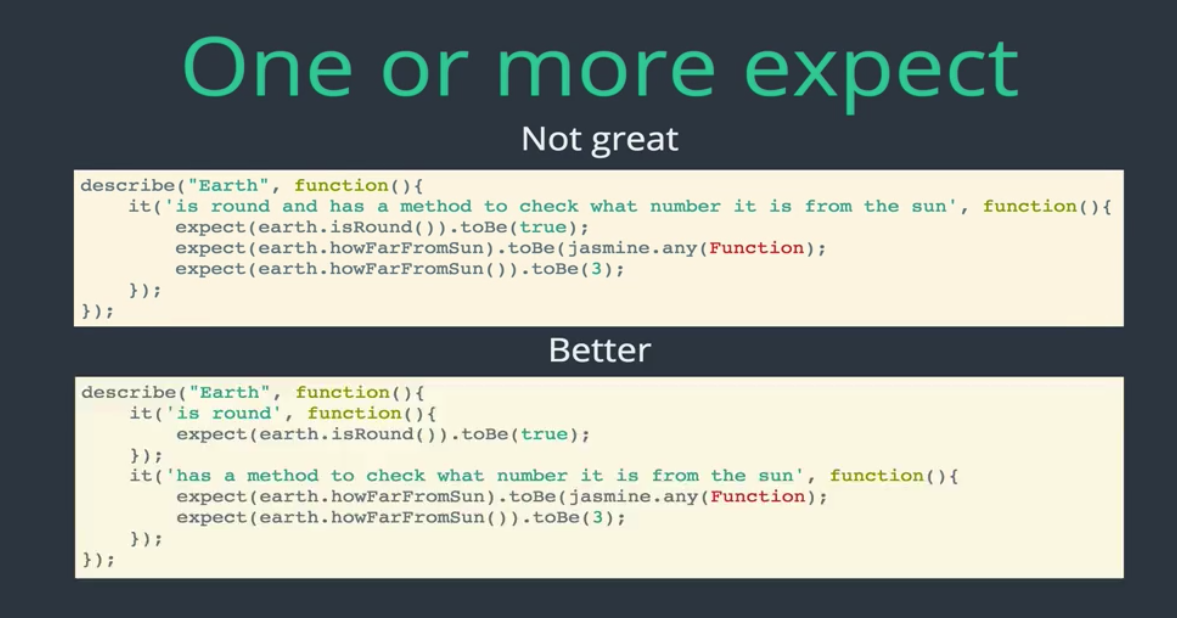 One or more expect
Not great
describe("Earth", function(){
    it('is round and has a method to check what number it is from the sun', function(){
        expect(earth.isRound()).toBe(true);
        expect(earth.howFarFromSun).toBe(jasmine.any(Function);
        expect(earth.howFarFromSun()).toBe(3);
    });
});
Better
describe("Earth", function(){
    it('is round', function(){
        expect(earth.isRound()).toBe(true);
    });
    it('has a method to check what number it is from the sun', function(){
        expect(earth.howFarFromSun).toBe(jasmine.any(Function);
        expect(earth.howFarFromSun()).toBe(3);
    });
});